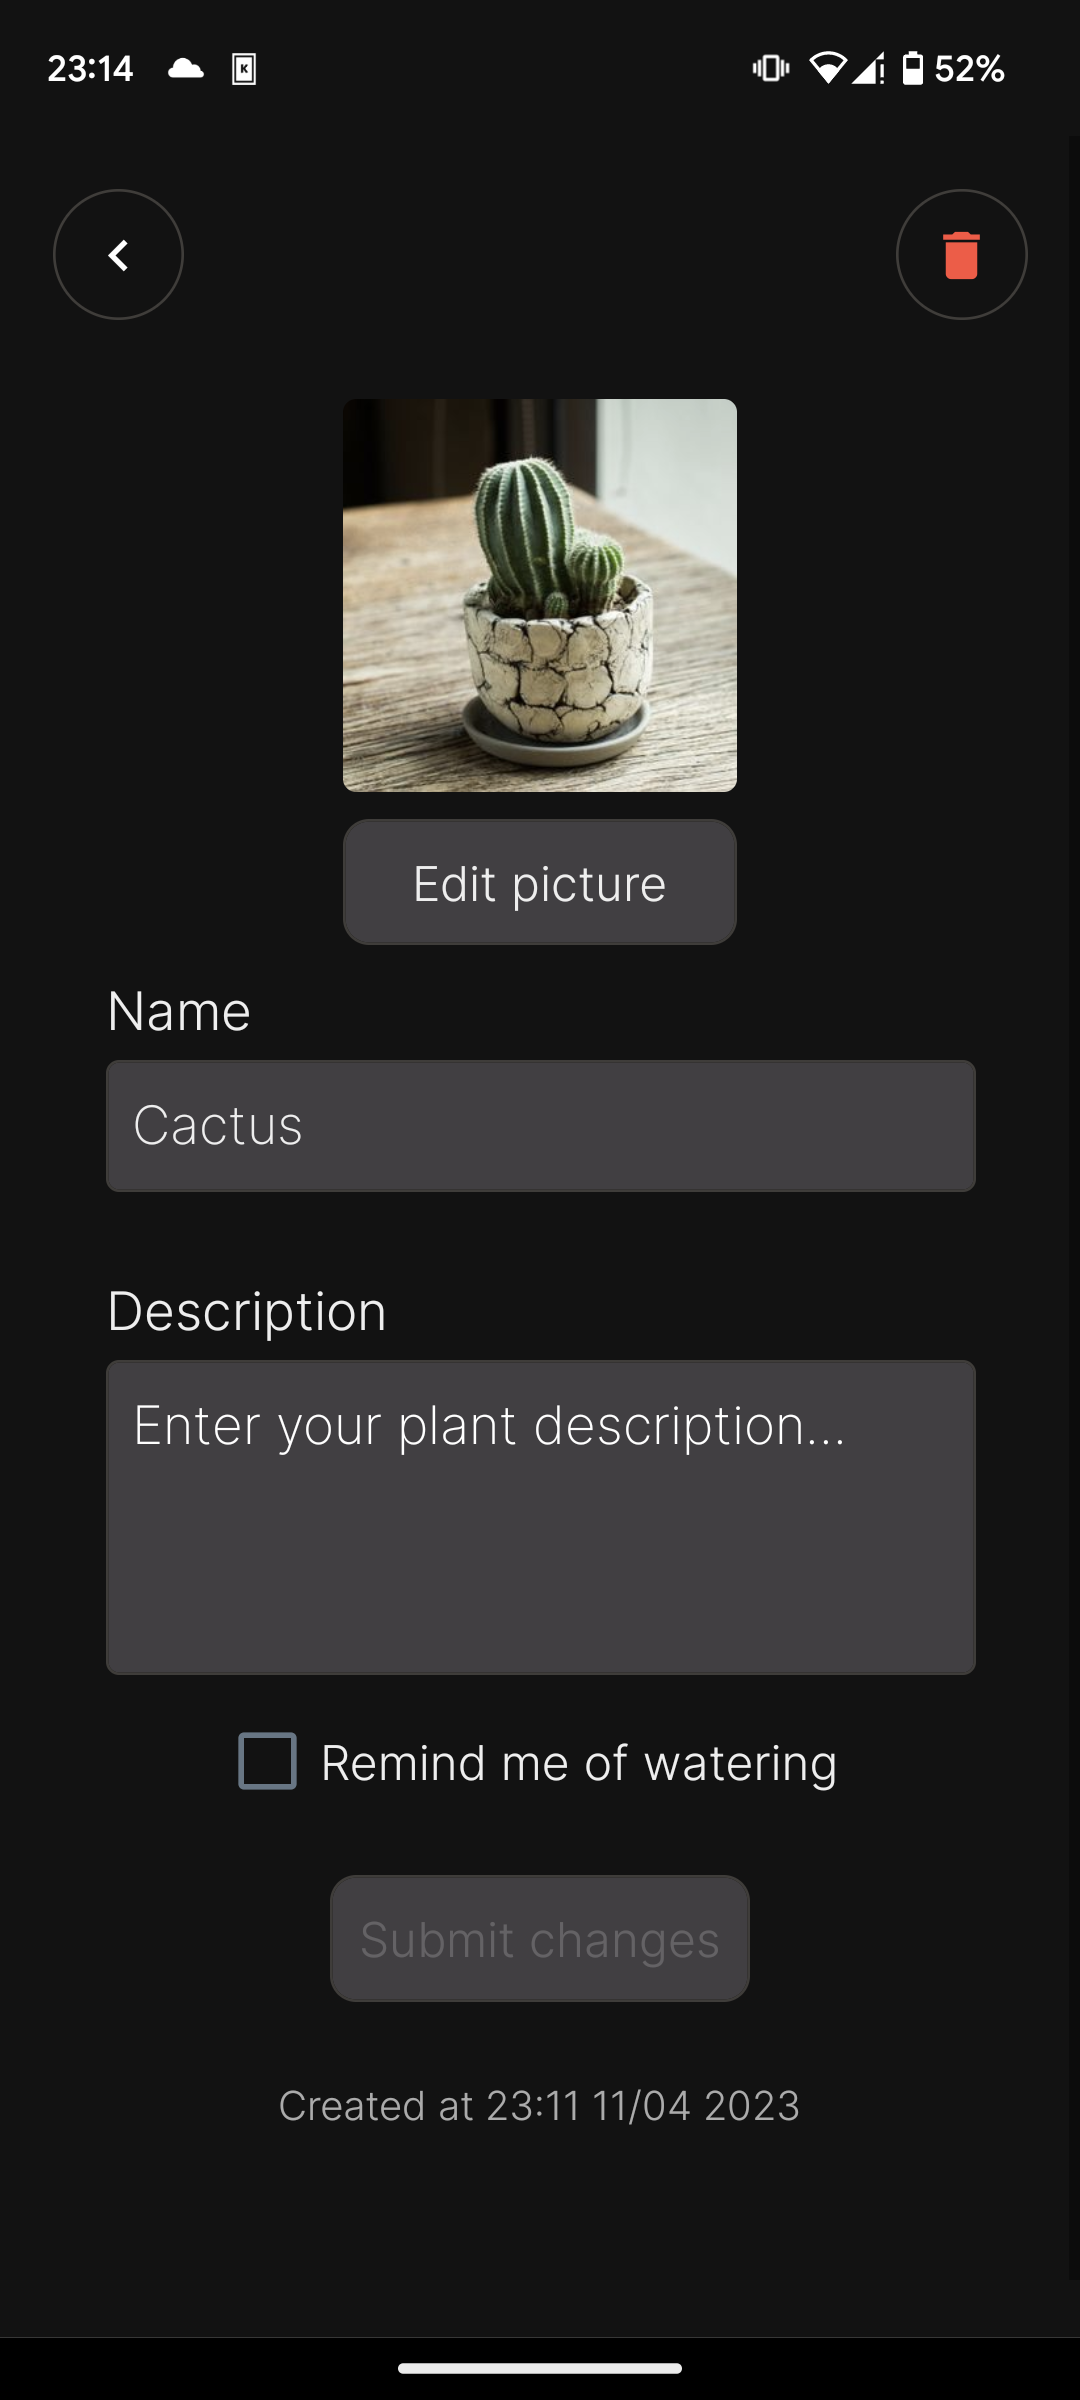 23:14
K
52%
Edit picture
Name
Cactus
Description
Enter your plant description...
Remind me of watering
Submit changes
Created at 23:11 11/04 2023